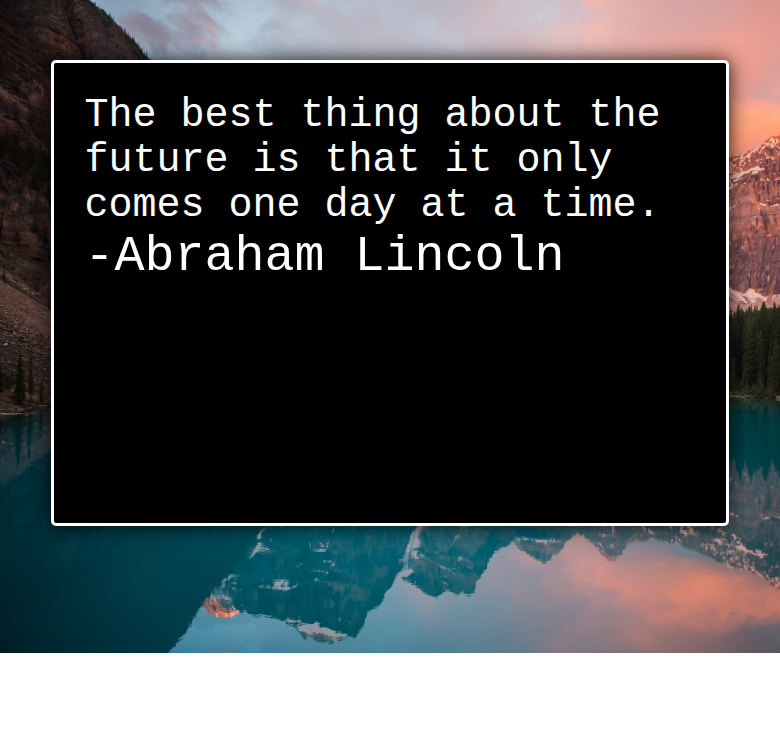 The best thing about the
future is that it only
comes one day at a time.
-Abraham Lincoln